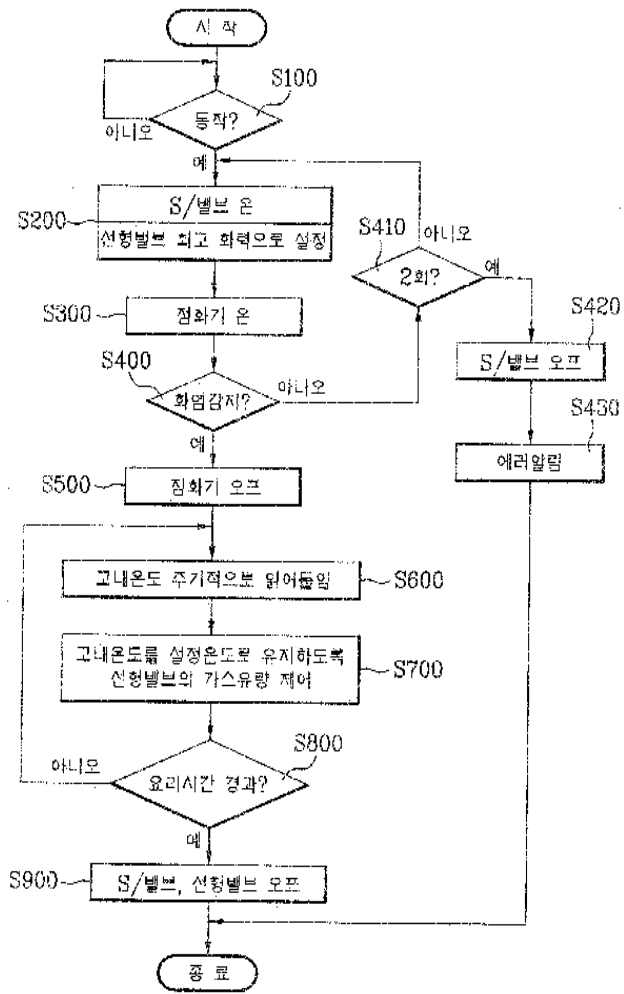 시 작
S100
동작?
아니오
예
S/밸브 온
S200
선형밸브 최고 화력으로 설정
S410
아니오
2회?
예
S300
점화기 온
S420
S/밸브 오프
S400
화염감지?
아니오
예
S430
에러알림
S500
점화기 오프
고내온도 주기적으로 읽어들임
S600
고내온도를 설정온도로 유지하도록
선형밸브의 가스유량 제어
S700
S800
아니오
요리시간 경과?
예
S900
S/밸브, 선형밸브 오프
종 료